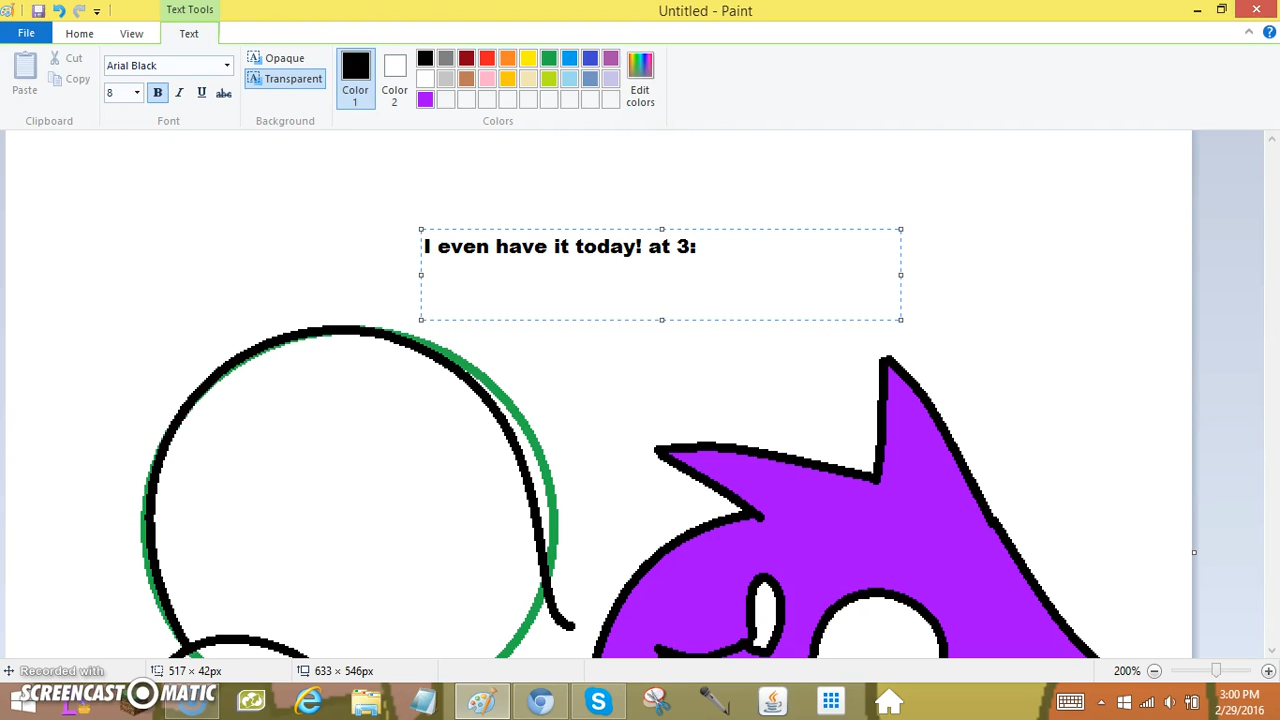 Text Tools
Untitled - Paint
File
Home
View
Text
Paste
Cut
Copy
Clipboard
Arial Black
8
B
I
U
abc
Font
Opaque
Transparent
Background
Color 1
Color 2
Edit colors
Colors
I even have it today! at 3:
Recorded with
SCREENCAST-O-MATIC
517 × 42px
633 × 546px
200%
3:00 PM
2/29/2016